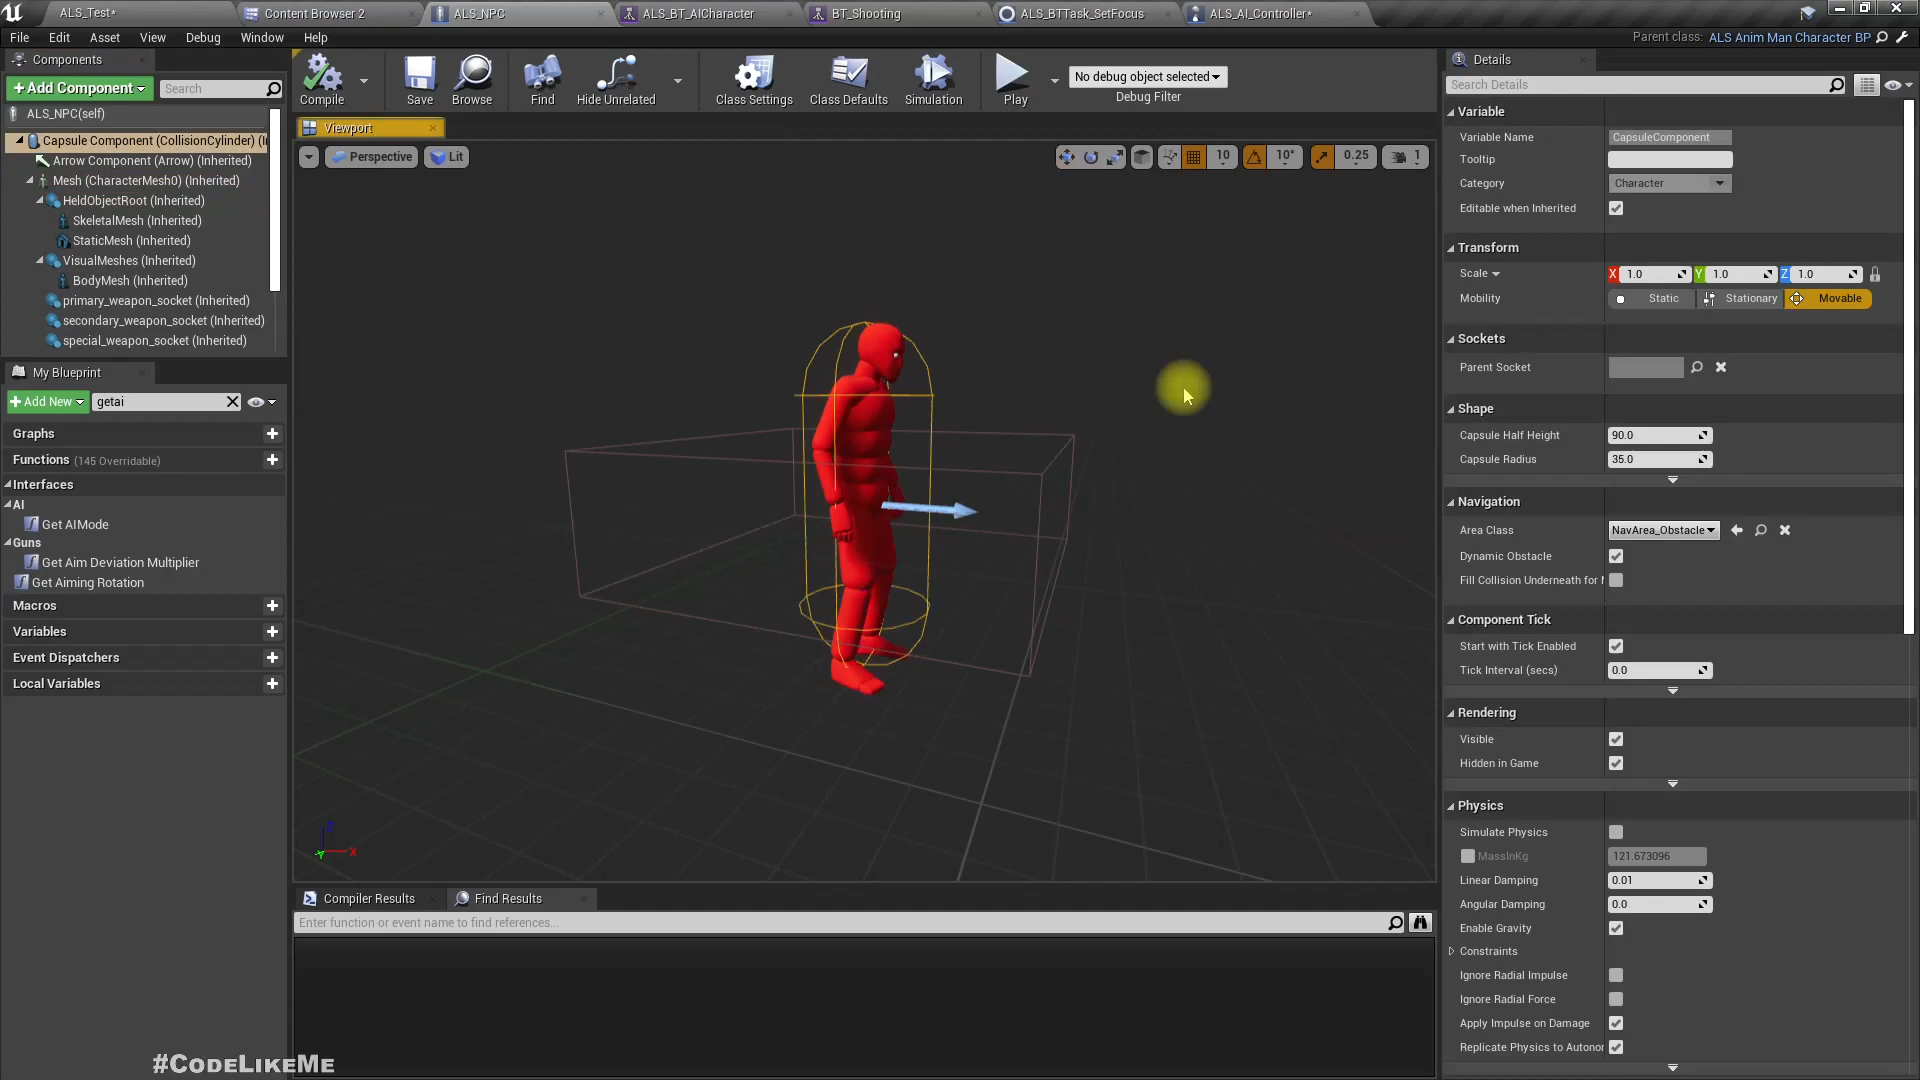 ALS_Test*
Content Browser 2
ALS_NPC
ALS_BT_AICharacter
BT_Shooting
ALS_BTTask_SetFocus
ALS_AI_Controller*
File Edit Asset View Debug Window Help
Parent class: ALS Anim Man Character BP
Components
+Add Component
Search
ALS_NPC(self)
Capsule Component (CollisionCylinder) (I
Arrow Component (Arrow) (Inherited)
Mesh (CharacterMesh0) (Inherited)
HeldObjectRoot (Inherited)
SkeletalMesh (Inherited)
StaticMesh (Inherited)
VisualMeshes (Inherited)
BodyMesh (Inherited)
primary_weapon_socket (Inherited)
secondary_weapon_socket (Inherited)
special_weapon_socket (Inherited)
My Blueprint
+Add New
getai
Graphs
Functions (145 Overridable)
Interfaces
AI
Get AIMode
Guns
Get Aim Deviation Multiplier
Get Aiming Rotation
Macros
Variables
Event Dispatchers
Local Variables
Compile
Save
Browse
Find
Hide Unrelated
Class Settings
Class Defaults
Simulation
Play
No debug object selected
Debug Filter
Viewport
Perspective
Lit
10
10°
0.25
1
Z
Y
X
Compiler Results
Find Results
Enter function or event name to find references...
Details
Search Details
Variable
Variable Name CapsuleComponent
Tooltip
Category Character
Editable when Inherited
Transform
Scale X 1.0 Y 1.0 Z 1.0
Mobility Static Stationary Movable
Sockets
Parent Socket
Shape
Capsule Half Height 90.0
Capsule Radius 35.0
Navigation
Area Class NavArea_Obstacle
Dynamic Obstacle
Fill Collision Underneath for
Component Tick
Start with Tick Enabled
Tick Interval (secs) 0.0
Rendering
Visible
Hidden in Game
Physics
Simulate Physics
MassInKg 121.673096
Linear Damping 0.01
Angular Damping 0.0
Enable Gravity
Constraints
Ignore Radial Impulse
Ignore Radial Force
Apply Impulse on Damage
Replicate Physics to Autonor
#CodeLikeMe